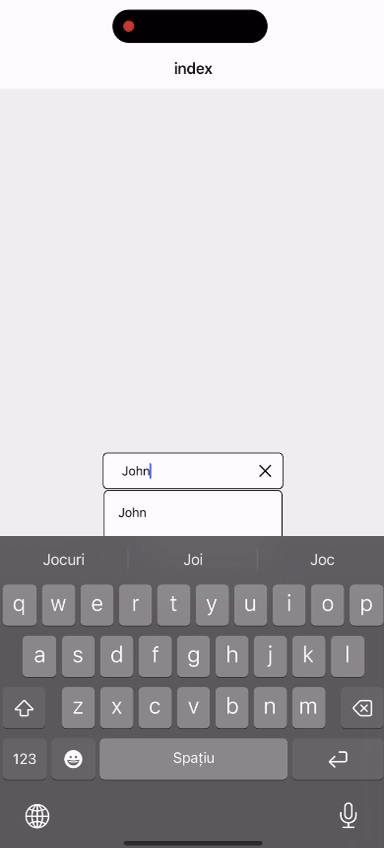 index
John
John
Jocuri Joi Joc
q w e r t y u i o p
a s d f g h j k l
z x c v b n m
123 Spațiu